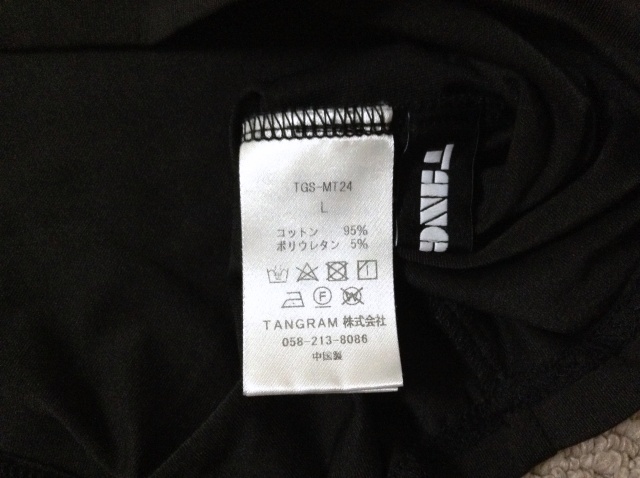 TGS-MT24
L
コットン 95%
ポリウレタン 5%
F
W
TANGRAM 株式会社
058-213-8086
中国製